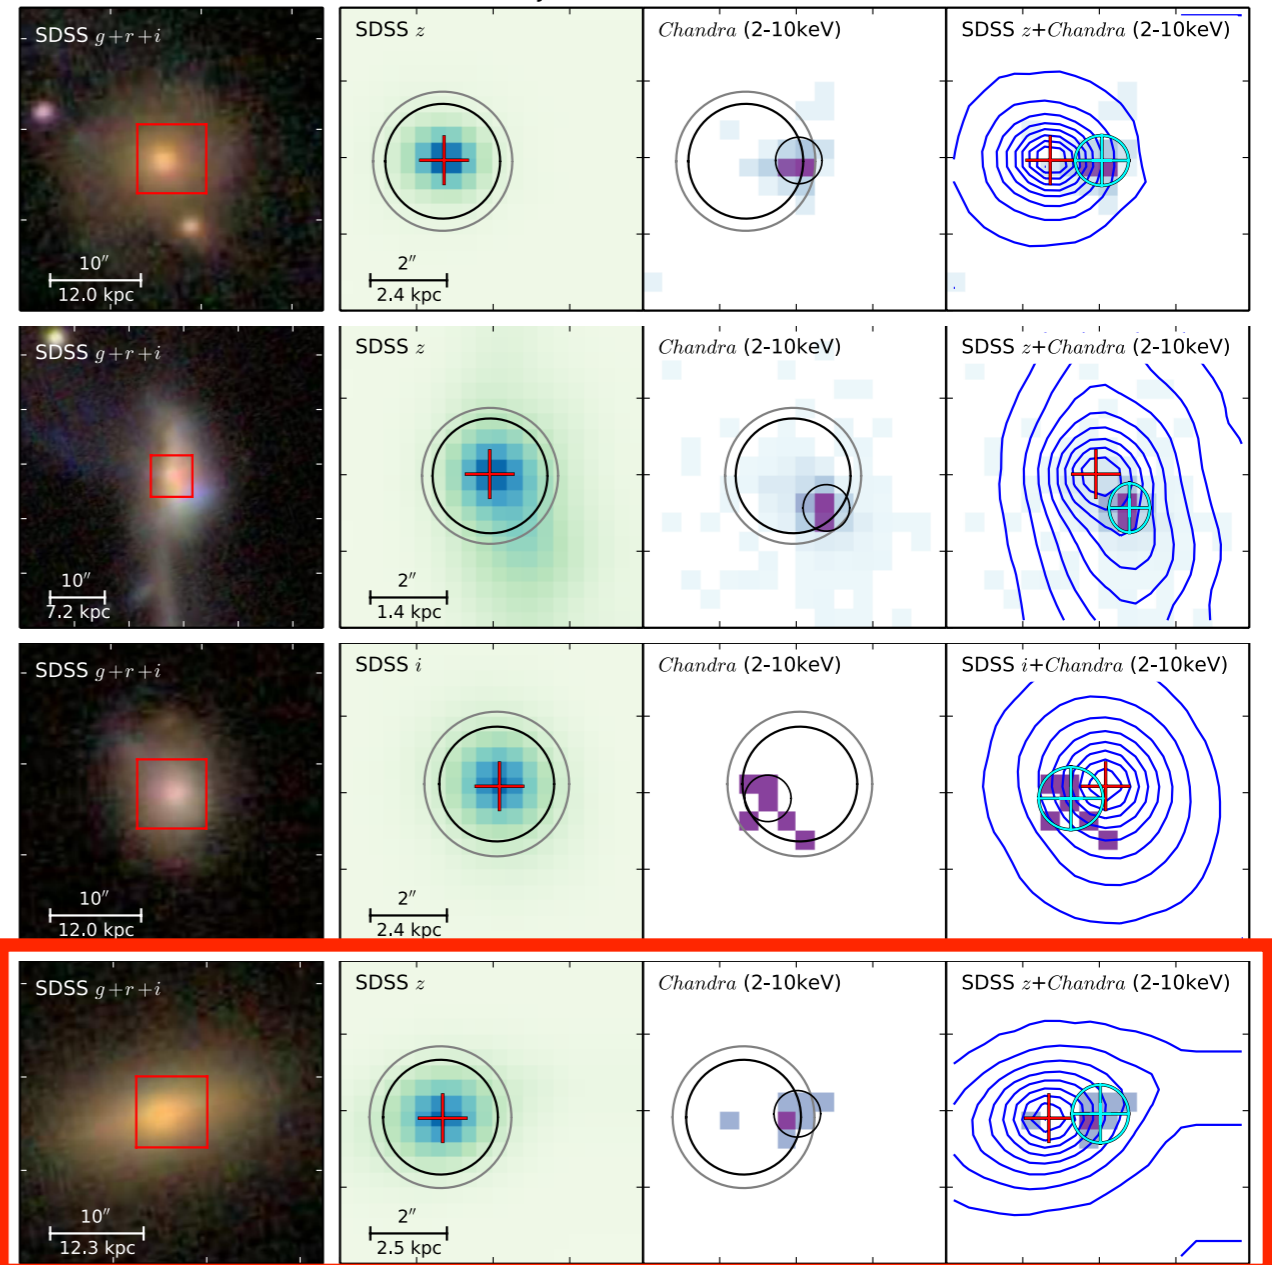 SDSS g+r+i
SDSS z
Chandra (2-10keV)
SDSS z+Chandra (2-10keV)
10″
12.0 kpc
2″
2.4 kpc
SDSS g+r+i
SDSS z
Chandra (2-10keV)
SDSS z+Chandra (2-10keV)
10″
7.2 kpc
2″
1.4 kpc
SDSS g+r+i
SDSS i
Chandra (2-10keV)
SDSS i+Chandra (2-10keV)
10″
12.0 kpc
2″
2.4 kpc
SDSS g+r+i
SDSS z
Chandra (2-10keV)
SDSS z+Chandra (2-10keV)
10″
12.3 kpc
2″
2.5 kpc